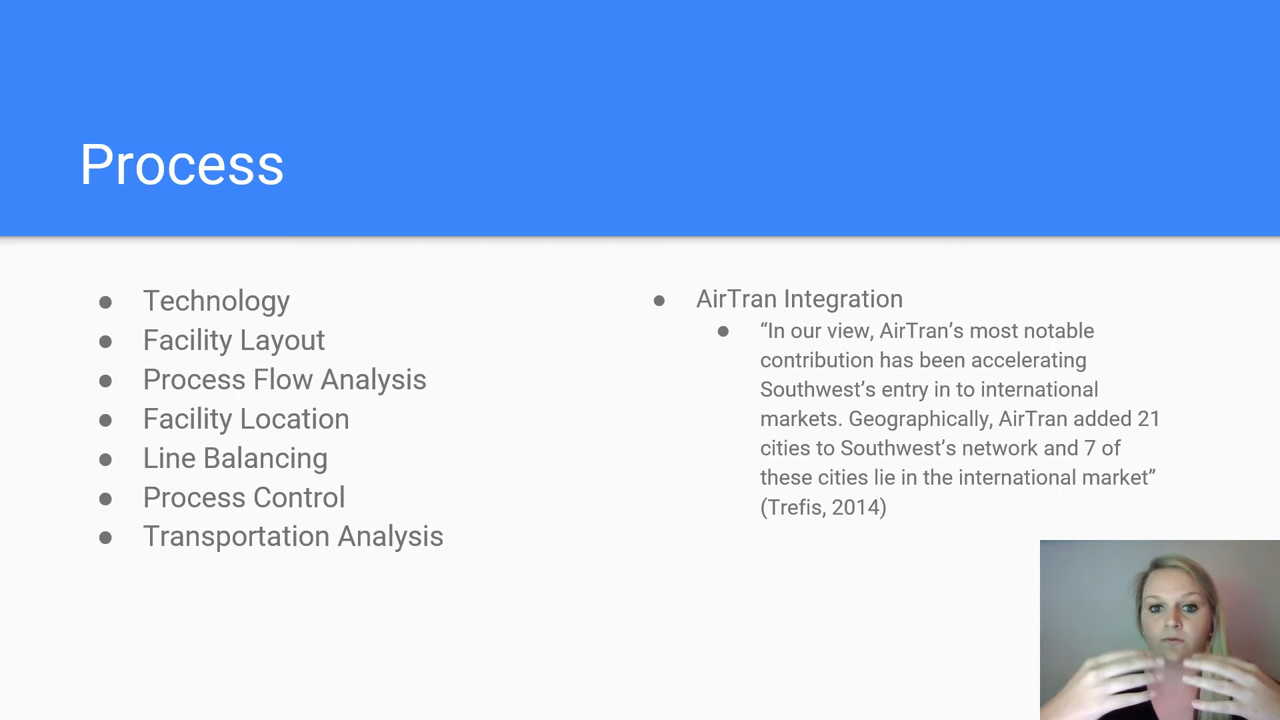 Process
● Technology
● Facility Layout
● Process Flow Analysis
● Facility Location
● Line Balancing
● Process Control
● Transportation Analysis
● AirTran Integration
● “In our view, AirTran’s most notable
contribution has been accelerating
Southwest’s entry in to international
markets. Geographically, AirTran added 21
cities to Southwest’s network and 7 of
these cities lie in the international market”
(Trefis, 2014)